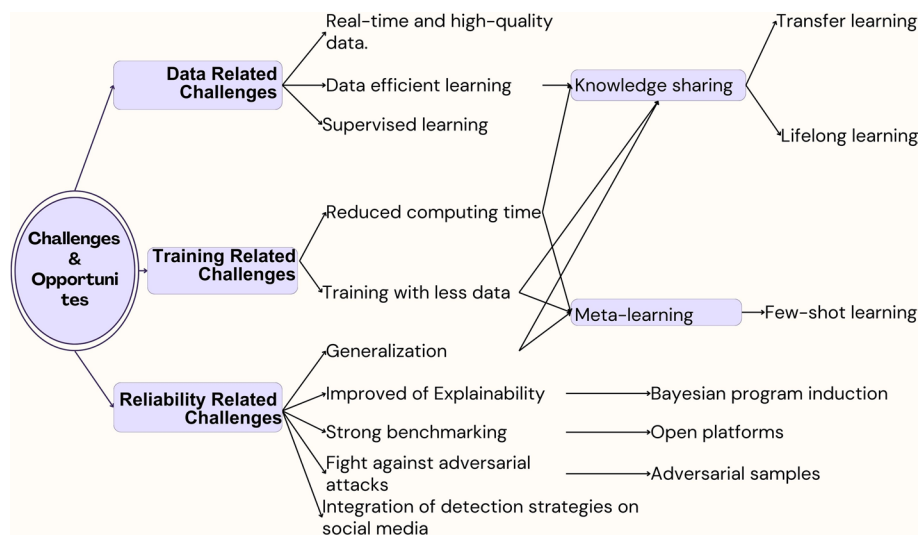 Challenges
&
Opportuni
tes
Data Related
Challenges
Real-time and high-quality
data.
Data efficient learning
Supervised learning
Knowledge sharing
Transfer learning
Lifelong learning
Training Related
Challenges
Reduced computing time
Training with less data
Meta-learning
Few-shot learning
Reliability Related
Challenges
Generalization
Improved of Explainability
Bayesian program induction
Strong benchmarking
Open platforms
Fight against adversarial
attacks
Adversarial samples
Integration of detection strategies on
social media